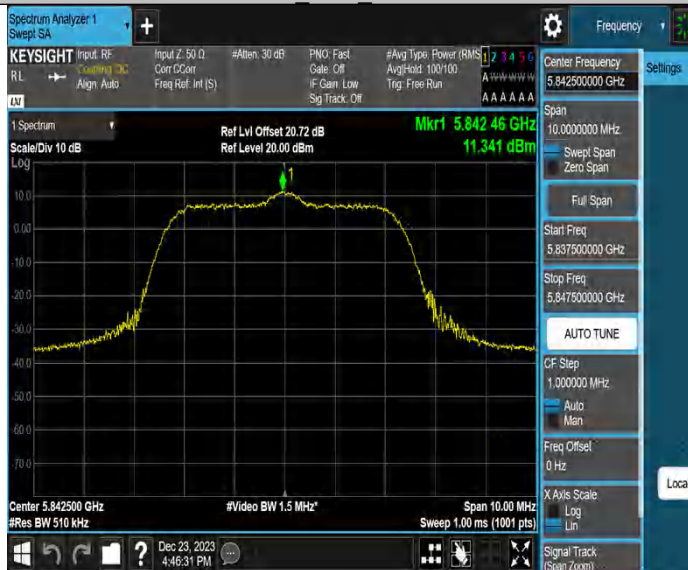 Spectrum Analyzer 1
Swept SA
+
Frequency
KEYSIGHT
RL
LXI
Input: RF
Coupling: DC
Align: Auto
Input Z: 50 Ω
Corr CCorr
Freq Ref: Int (S)
#Atten: 30 dB
PNO: Fast
Gate: Off
IF Gain: Low
Sig Track: Off
#Avg Type: Power (RMS
Avg|Hold: 100/100
Trig: Free Run
1 2 3 4 5 6
A W W W W W
A A A A A A
1 Spectrum
Scale/Div 10 dB
Log
Ref Lvl Offset 20.72 dB
Ref Level 20.00 dBm
Mkr1 5.842 46 GHz
11.341 dBm
1
10.0
0.00
-10.0
-20.0
-30.0
-40.0
-50.0
-60.0
-70.0
Center 5.842500 GHz
#Res BW 510 kHz
#Video BW 1.5 MHz*
Span 10.00 MHz
Sweep 1.00 ms (1001 pts)
?
Dec 23, 2023
4:46:31 PM
Center Frequency
5.842500000 GHz
Span
10.0000000 MHz
Swept Span
Zero Span
Full Span
Start Freq
5.837500000 GHz
Stop Freq
5.847500000 GHz
AUTO TUNE
CF Step
1.000000 MHz
Auto
Man
Freq Offset
0 Hz
X Axis Scale
Log
Lin
Signal Track
(Span Zoom)
Settings
Loca